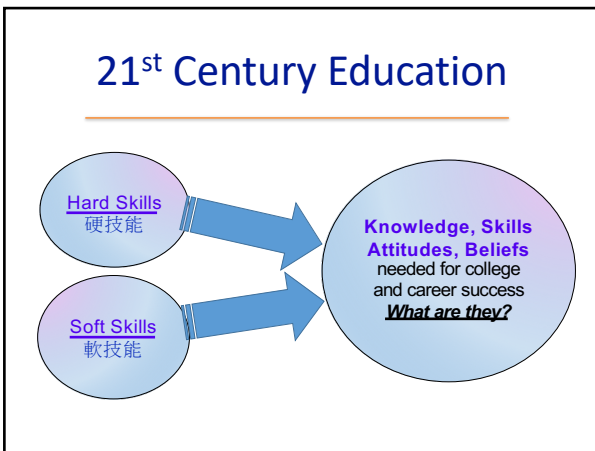 21st Century Education
Hard Skills
硬技能
Soft Skills
軟技能
Knowledge, Skills
Attitudes, Beliefs
needed for college
and career success
What are they?